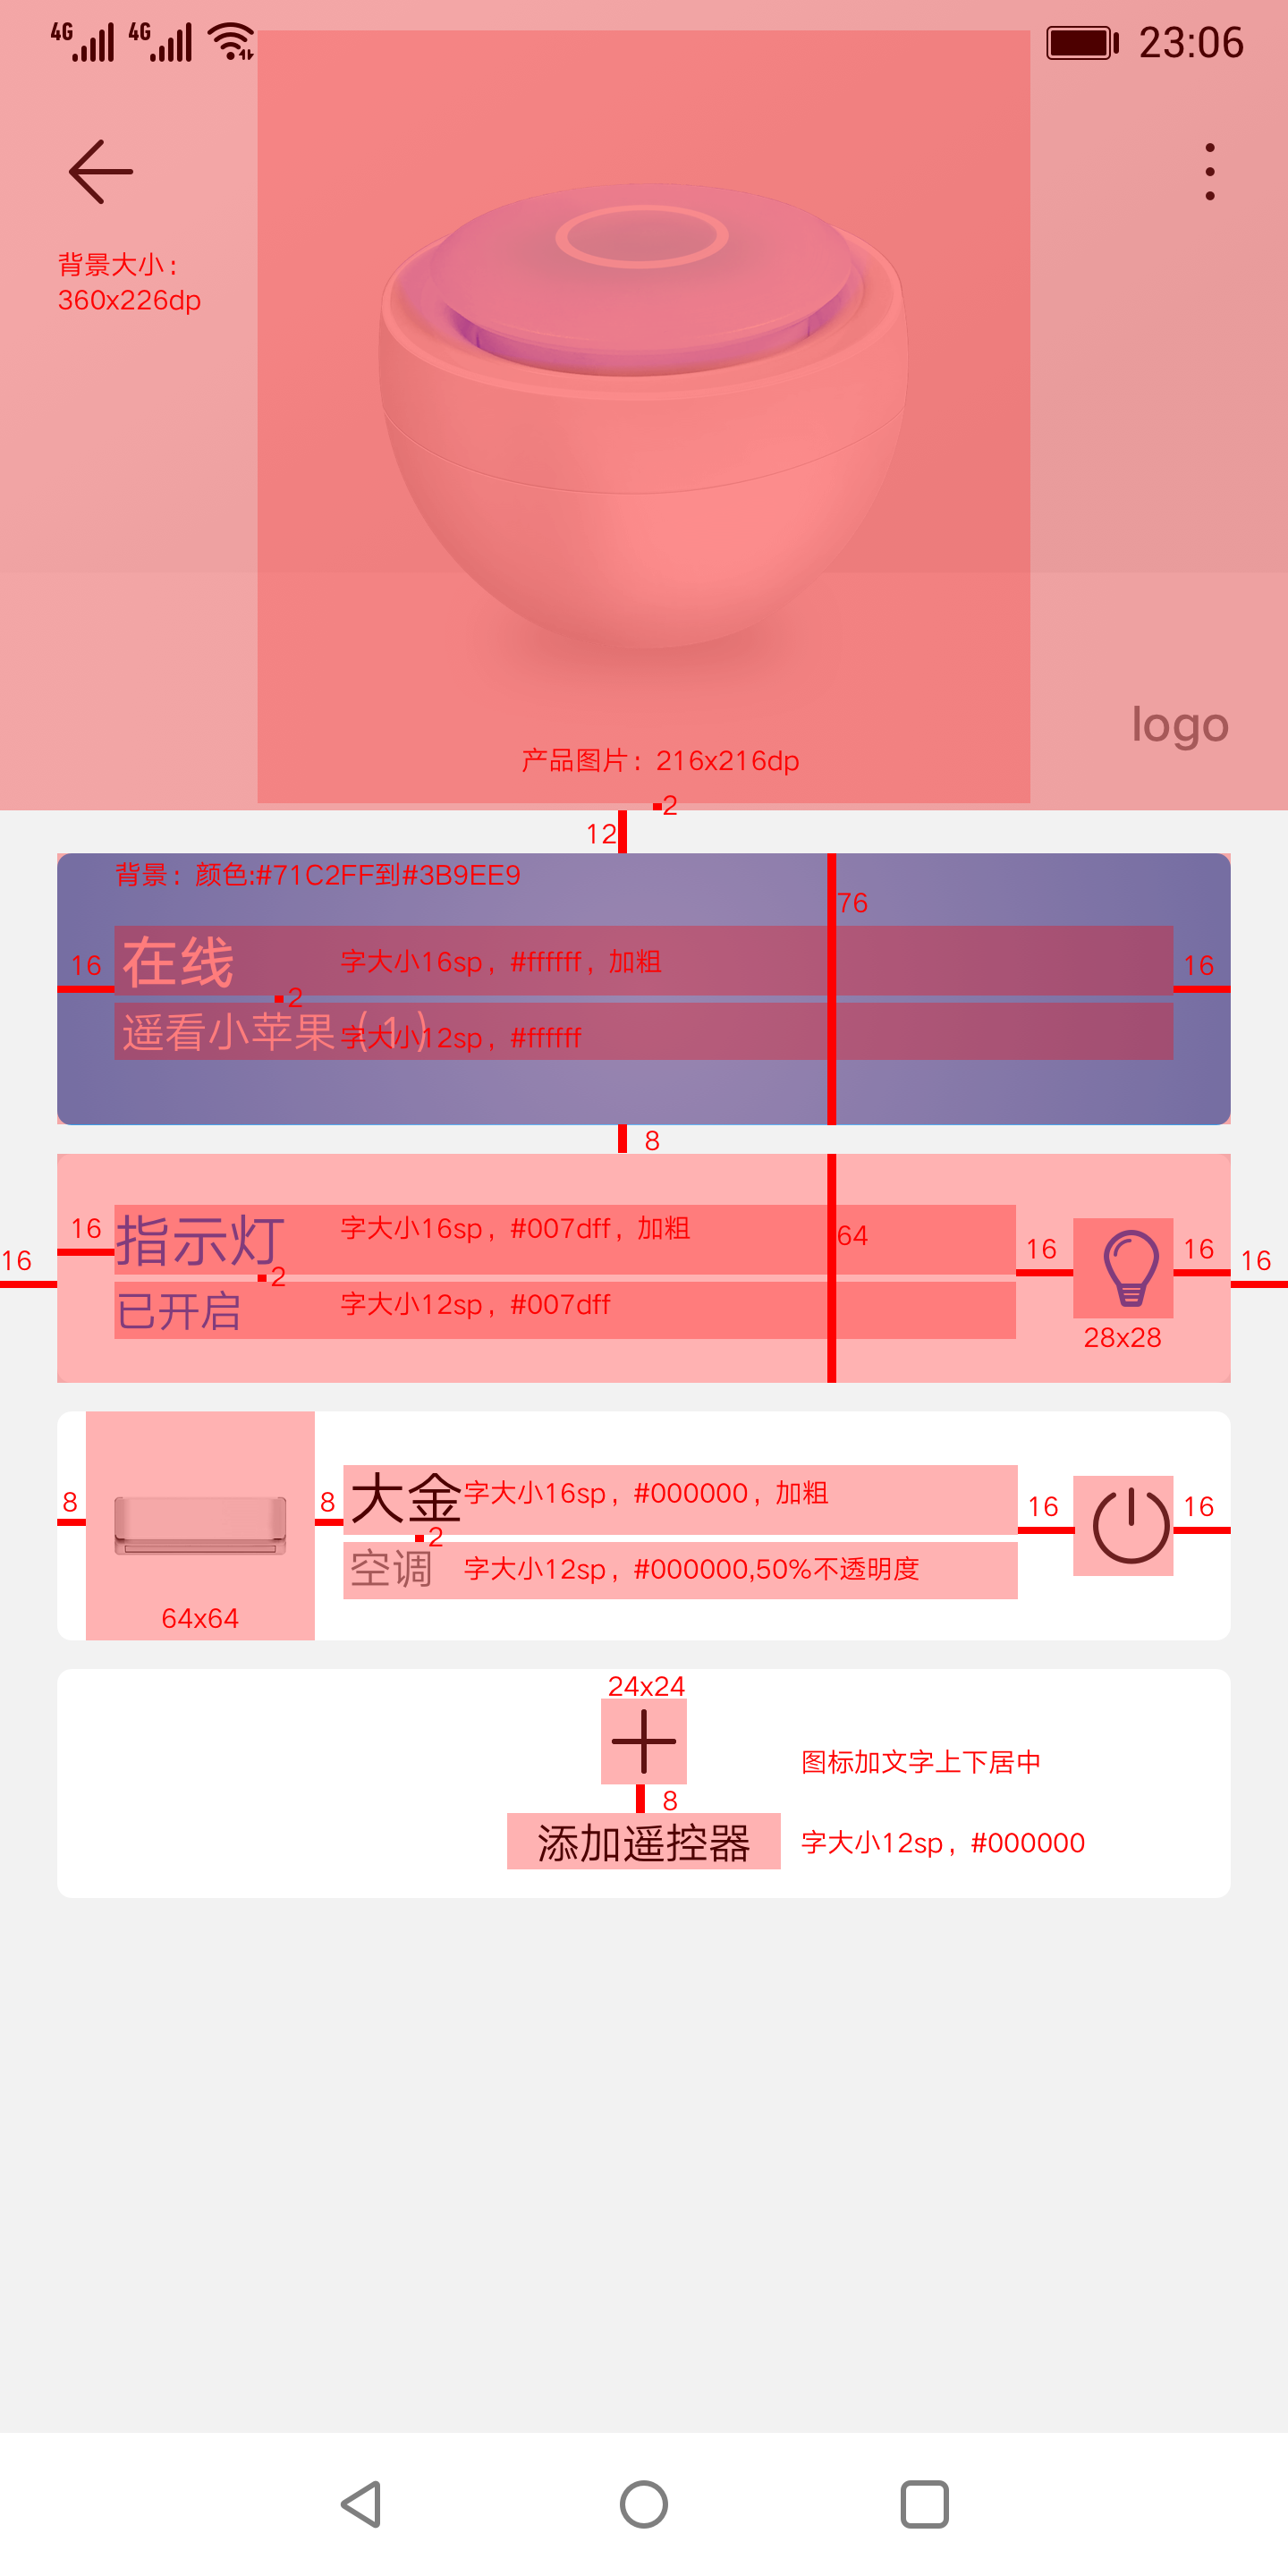 4G 4G 23:06
背景大小：
360x226dp
logo
产品图片：216x216dp
2
12
背景：颜色:#71C2FF到#3B9EE9
76
在线 字大小16sp，#ffffff，加粗
16 16
2
遥看小苹果（1） 字大小12sp，#ffffff
8
指示灯 字大小16sp，#007dff，加粗
16 64 16 16
16 16
2
已开启 字大小12sp，#007dff
28x28
大金 字大小16sp，#000000，加粗
8 8 16 16
2
空调 字大小12sp，#000000,50%不透明度
64x64
24x24
图标加文字上下居中
8
添加遥控器 字大小12sp，#000000